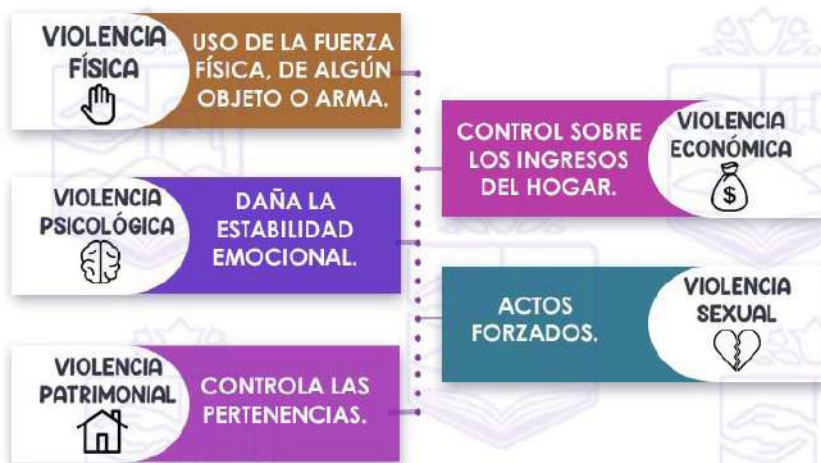 VIOLENCIA
FÍSICA
USO DE LA FUERZA
FÍSICA, DE ALGÚN
OBJETO O ARMA.
CONTROL SOBRE
LOS INGRESOS
DEL HOGAR.
VIOLENCIA
ECONÓMICA
$
VIOLENCIA
PSICOLÓGICA
DAÑA LA
ESTABILIDAD
EMOCIONAL.
ACTOS
FORZADOS.
VIOLENCIA
SEXUAL
VIOLENCIA
PATRIMONIAL
CONTROLA LAS
PERTENENCIAS.